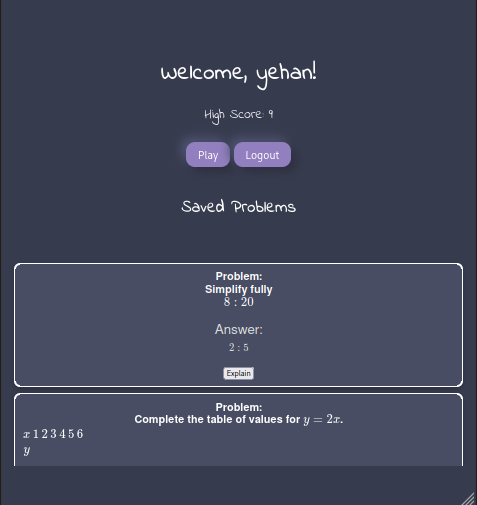 Welcome, yehan!
High Score: 9
Play Logout
Saved Problems
Problem:
Simplify fully
8 : 20
Answer:
2 : 5
Explain
Problem:
Complete the table of values for y = 2x.
x 1 2 3 4 5 6
y